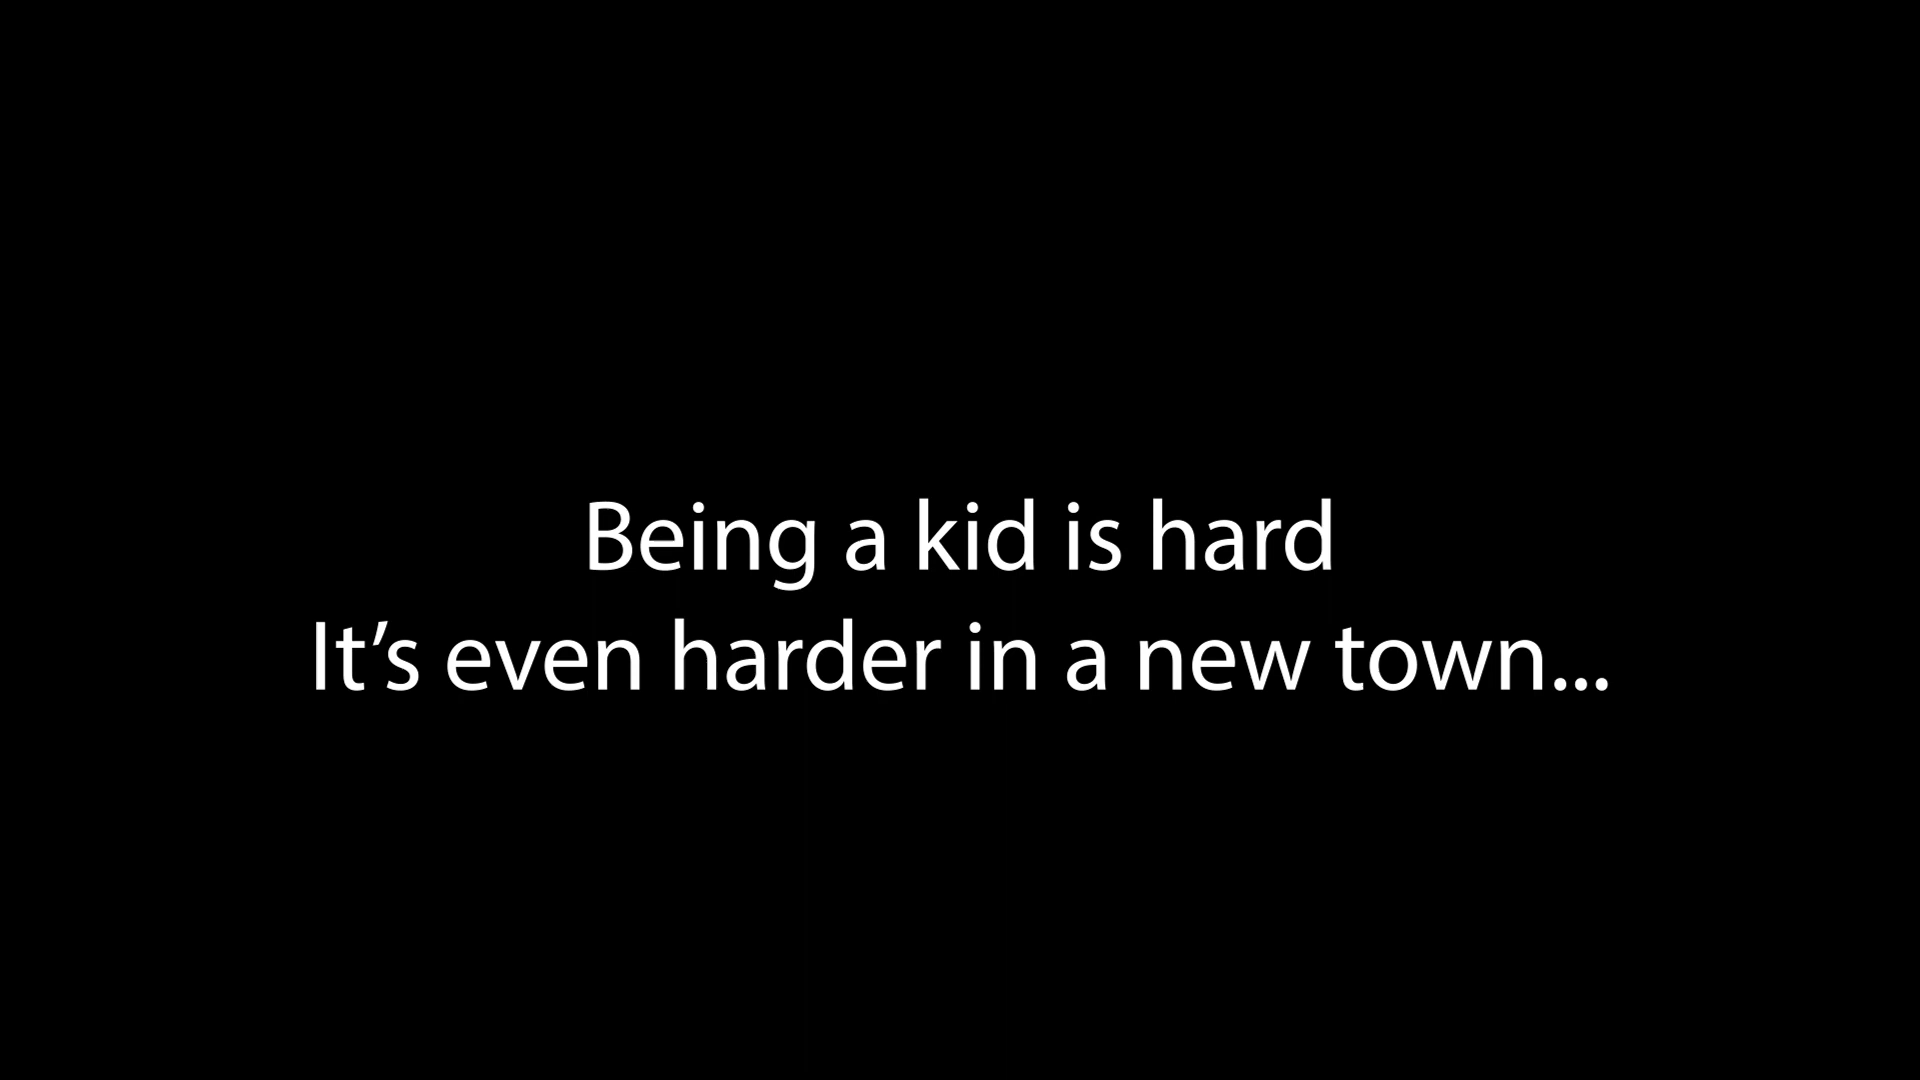 Being a kid is hard
It’s even harder in a new town...